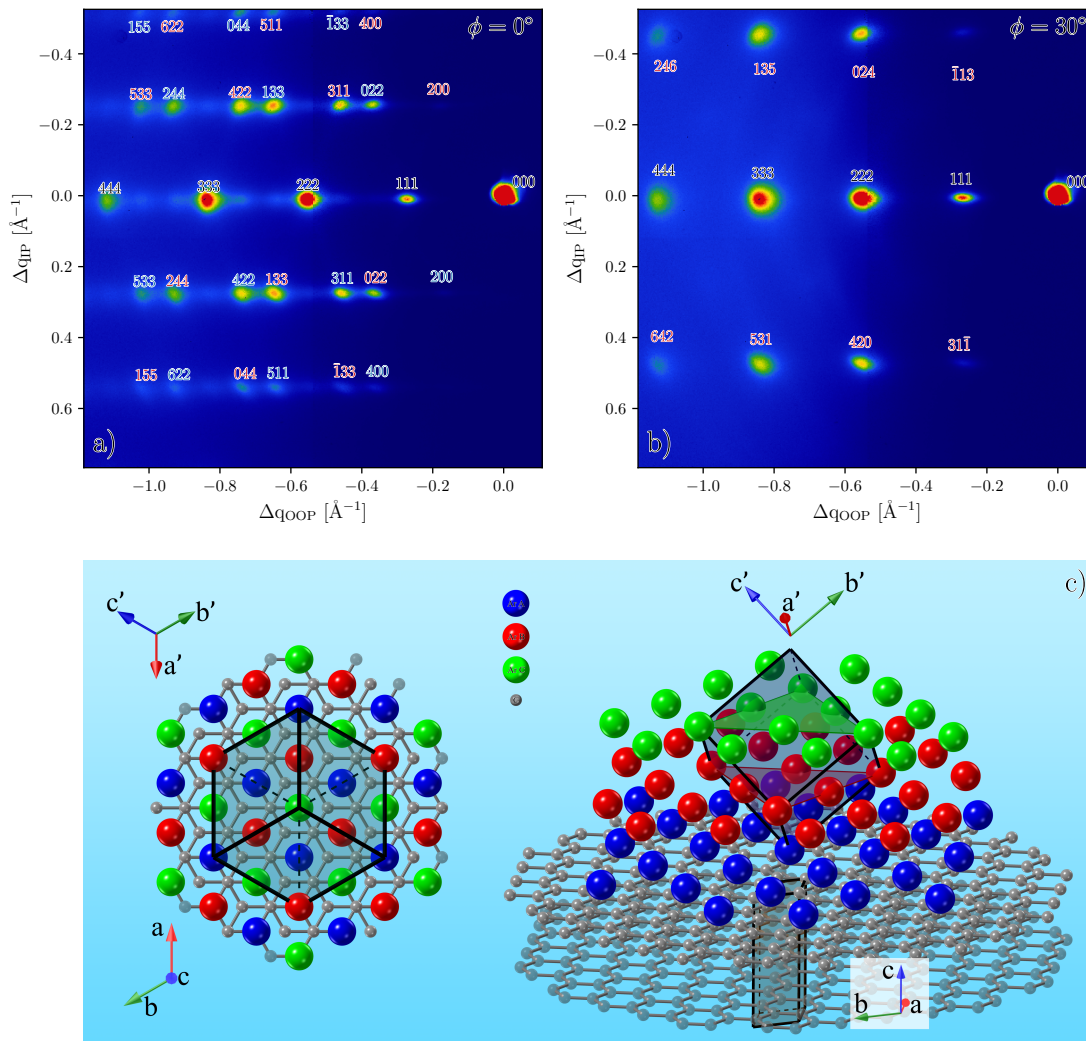 155 622 044 511 1̅33 400
ϕ = 0°
533 244 422 133 311 022 200
444 333 222 111 000
533 244 422 133 311 022 200
155 622 044 511 1̅33 400
a)
−0.4
−0.2
0.0
0.2
0.4
0.6
Δq_IP [Å⁻¹]
−1.0 −0.8 −0.6 −0.4 −0.2 0.0
Δq_OOP [Å⁻¹]
ϕ = 30°
246 135 024 1̅13
444 333 222 111 000
642 531 420 311̅
b)
−0.4
−0.2
0.0
0.2
0.4
0.6
Δq_IP [Å⁻¹]
−1.0 −0.8 −0.6 −0.4 −0.2 0.0
Δq_OOP [Å⁻¹]
c)
c’ b’
a’
c’ a’ b’
Ar A
Ar B
Ar C
C
a
c
b
c
b a